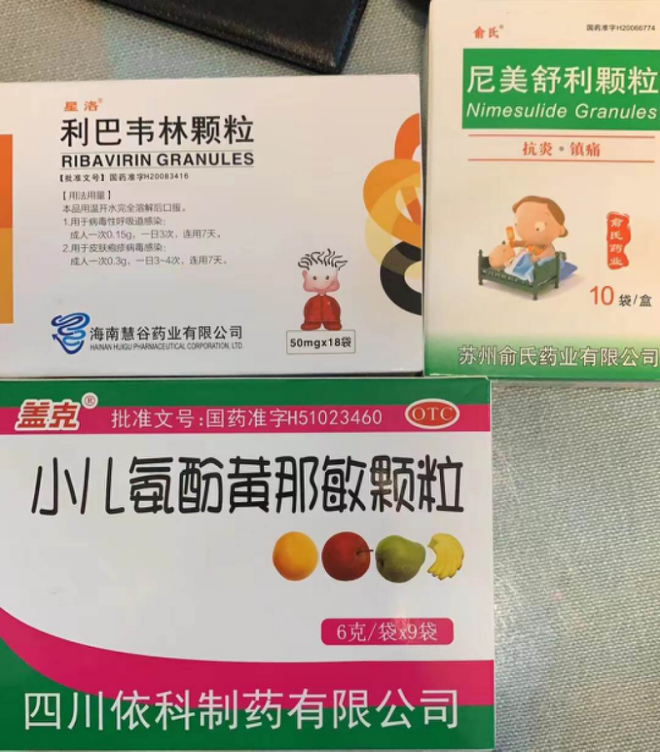 星洛®
利巴韦林颗粒
RIBAVIRIN GRANULES
【批准文号】国药准字H20083416
【用法用量】
本品用温开水完全溶解后口服。
1.用于病毒性呼吸道感染:
成人一次0.15g,一日3次,连用7天。
2.用于皮肤疱疹病毒感染:
成人一次0.3g,一日3~4次,连用7天。
海南慧谷药业有限公司
HAINAN HUIGU PHARMACEUTICAL CORPORATION, LTD.
50mg×18袋
俞氏®
国药准字H20066774
尼美舒利颗粒
Nimesulide Granules
抗炎·镇痛
俞氏药业
10袋/盒
苏州俞氏药业有限公司
盖克®
批准文号:国药准字H51023460
OTC
小儿氨酚黄那敏颗粒
6克/袋x9袋
四川依科制药有限公司